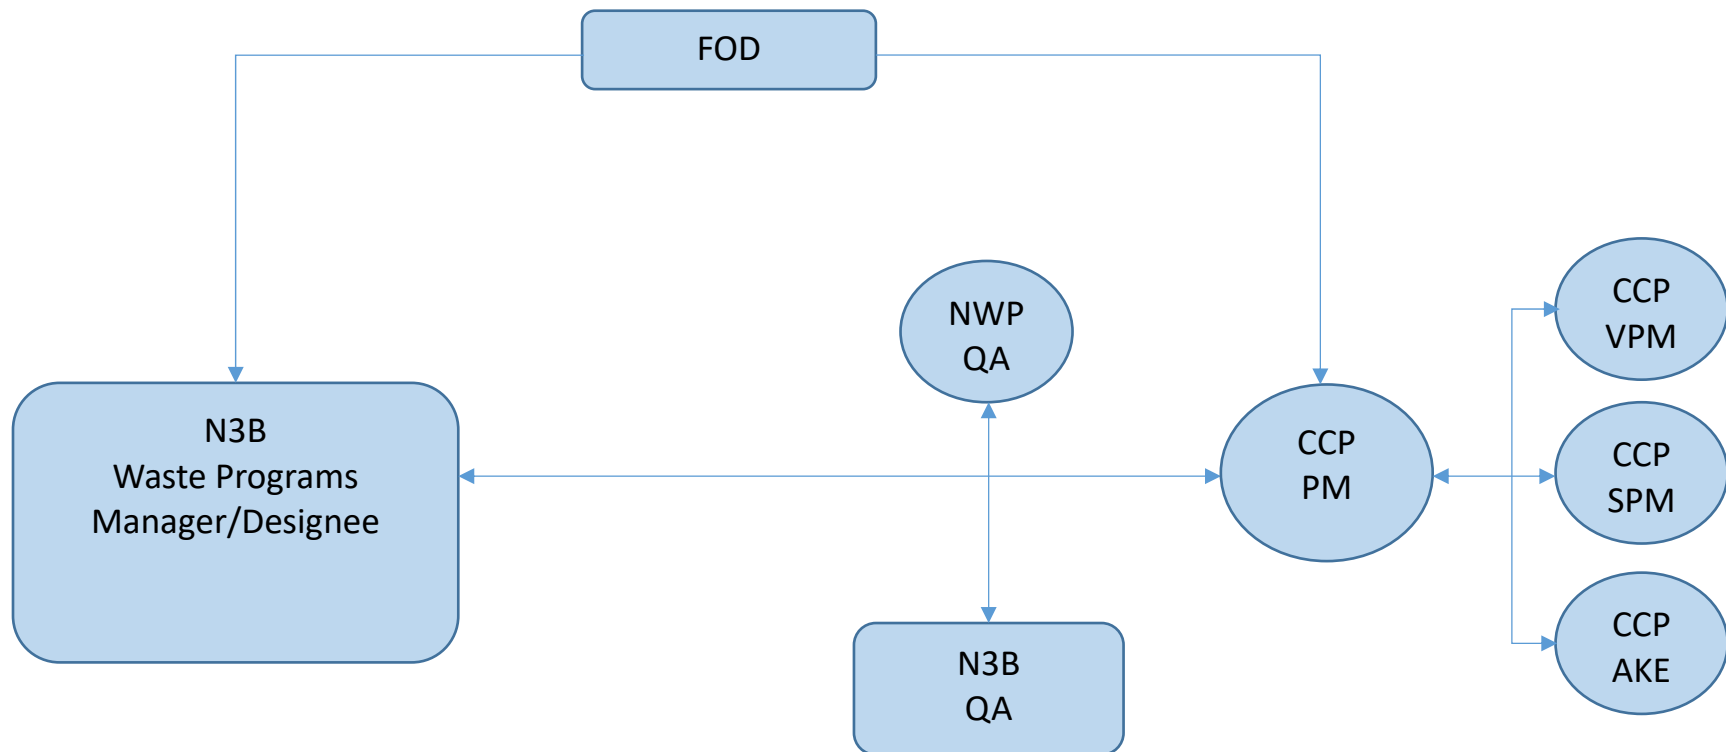 FOD
NWP
QA
N3B
Waste Programs
Manager/Designee
CCP
PM
CCP
VPM
CCP
SPM
CCP
AKE
N3B
QA